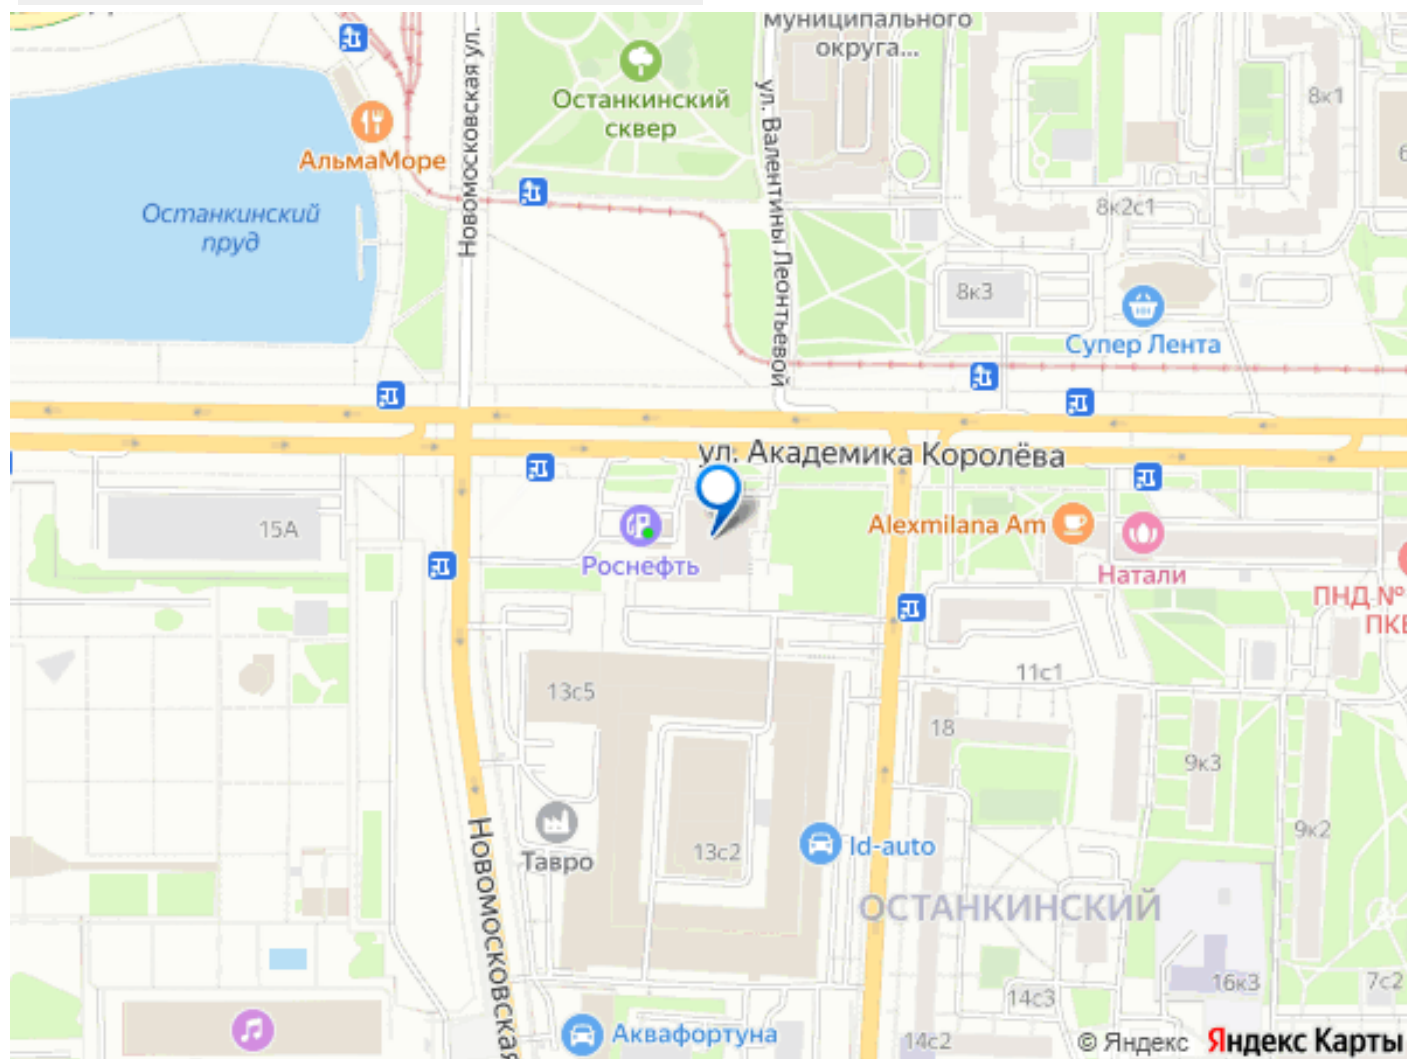 муниципального
округа...
Новомосковская ул.
Останкинский
сквер
ул. Валентины Леонтьевой
8к1
АльмаМоре
Останкинский
пруд
8к2с1
8к3
Супер Лента
ул. Академика Королёва
15А
Роснефть
Alexmilana Am
Натали
ПНД №
11с1
13с5
18
9к3
Тавро
13с2
Id-auto
9к2
Новомосковская
ОСТАНКИНСКИЙ
16к3
7с2
14с3
Аквафортуна
14с2
© Яндекс Яндекс Карты